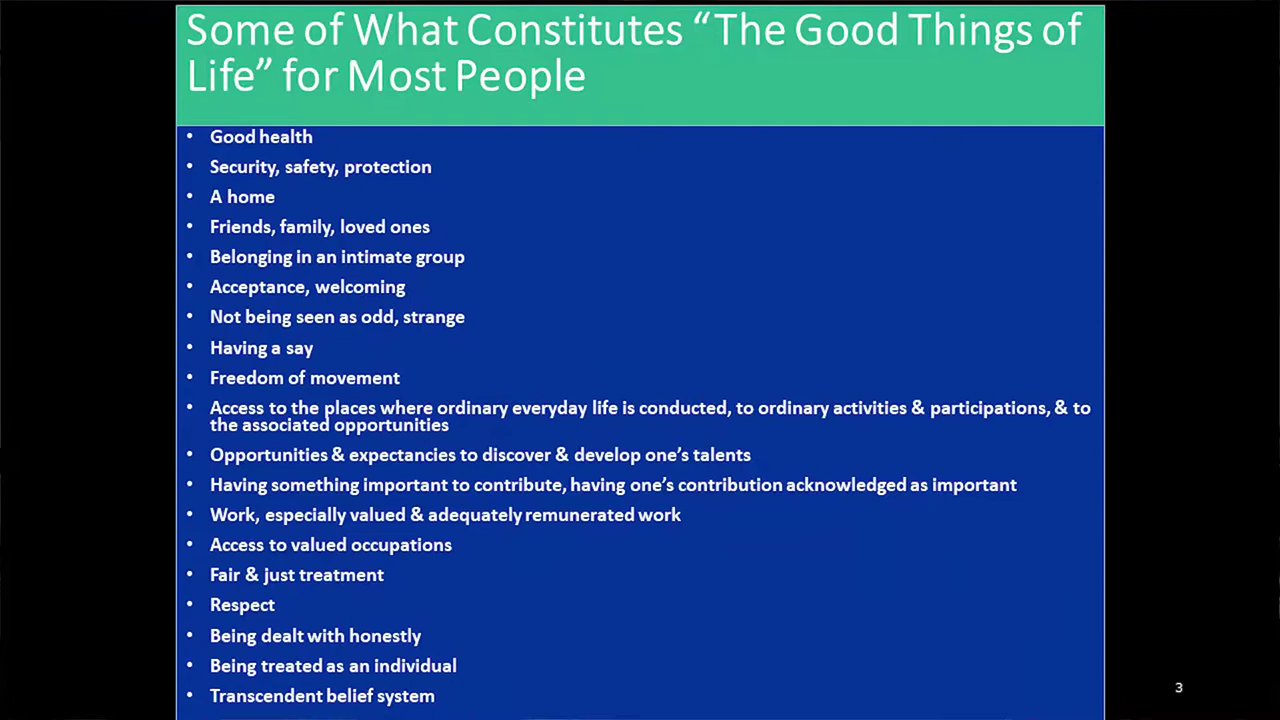 Some of What Constitutes “The Good Things of
Life” for Most People
• Good health
• Security, safety, protection
• A home
• Friends, family, loved ones
• Belonging in an intimate group
• Acceptance, welcoming
• Not being seen as odd, strange
• Having a say
• Freedom of movement
• Access to the places where ordinary everyday life is conducted, to ordinary activities & participations, & to
the associated opportunities
• Opportunities & expectancies to discover & develop one’s talents
• Having something important to contribute, having one’s contribution acknowledged as important
• Work, especially valued & adequately remunerated work
• Access to valued occupations
• Fair & just treatment
• Respect
• Being dealt with honestly
• Being treated as an individual
• Transcendent belief system
3